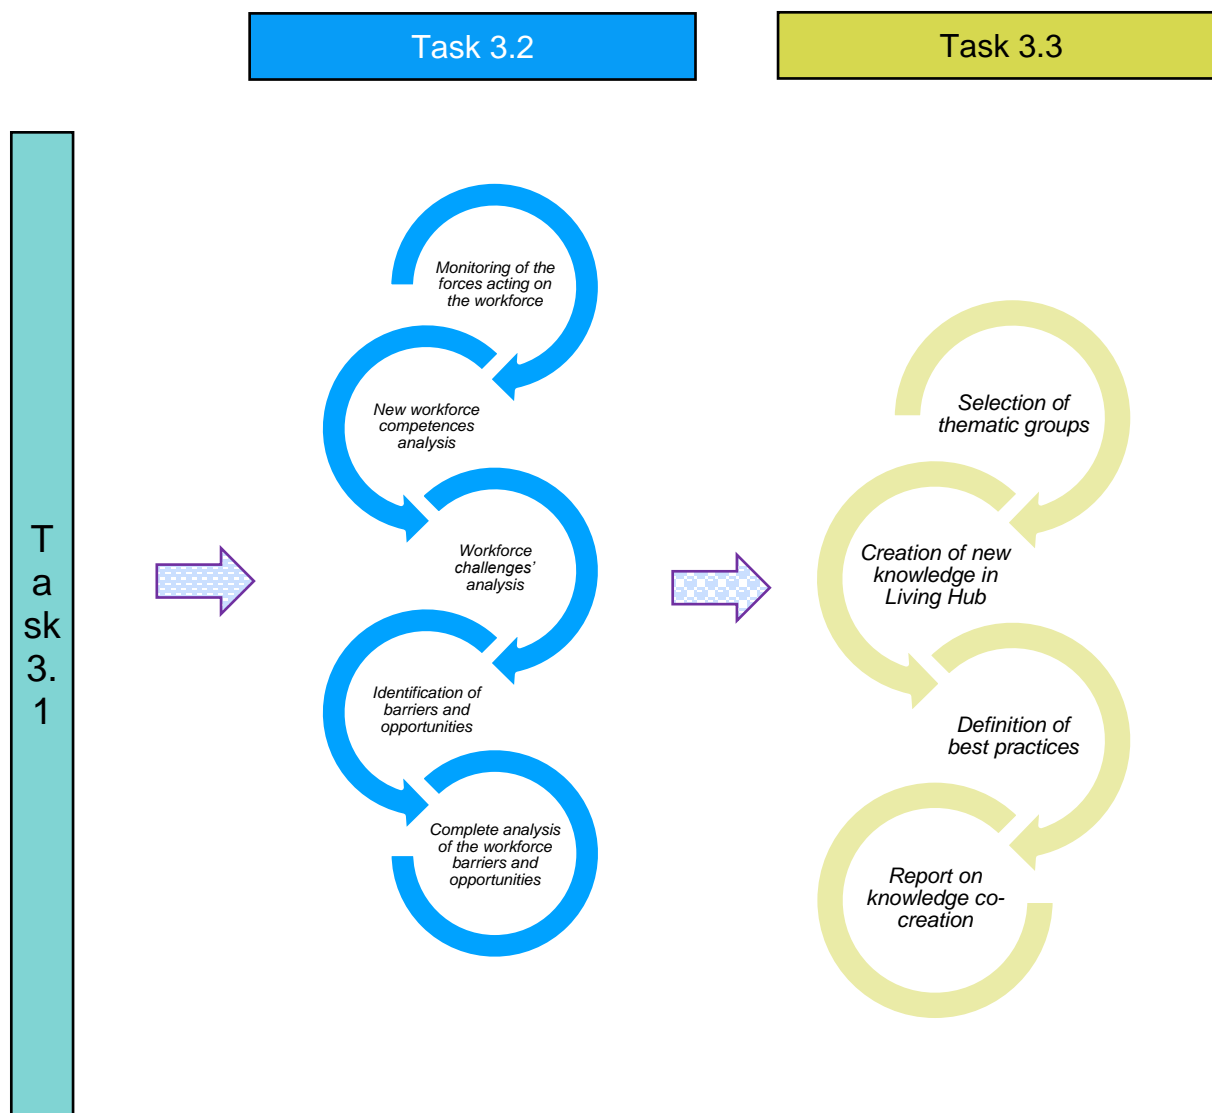 Task 3.2
Task 3.3
T
a
sk
3.
1
Monitoring of the
forces acting on
the workforce
New workforce
competences
analysis
Workforce
challenges’
analysis
Identification of
barriers and
opportunities
Complete analysis
of the workforce
barriers and
opportunities
Selection of
thematic groups
Creation of new
knowledge in
Living Hub
Definition of
best practices
Report on
knowledge co-
creation